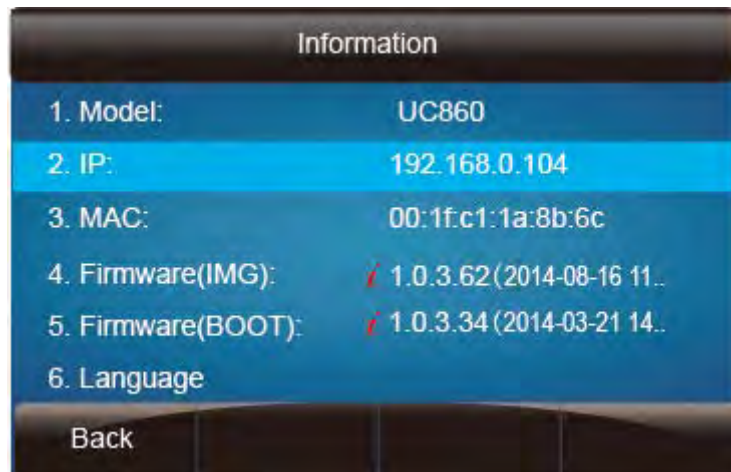 Information
1. Model: UC860
2. IP: 192.168.0.104
3. MAC: 00:1f:c1:1a:8b:6c
4. Firmware(IMG): i 1.0.3.62(2014-08-16 11..
5. Firmware(BOOT): i 1.0.3.34(2014-03-21 14..
6. Language
Back